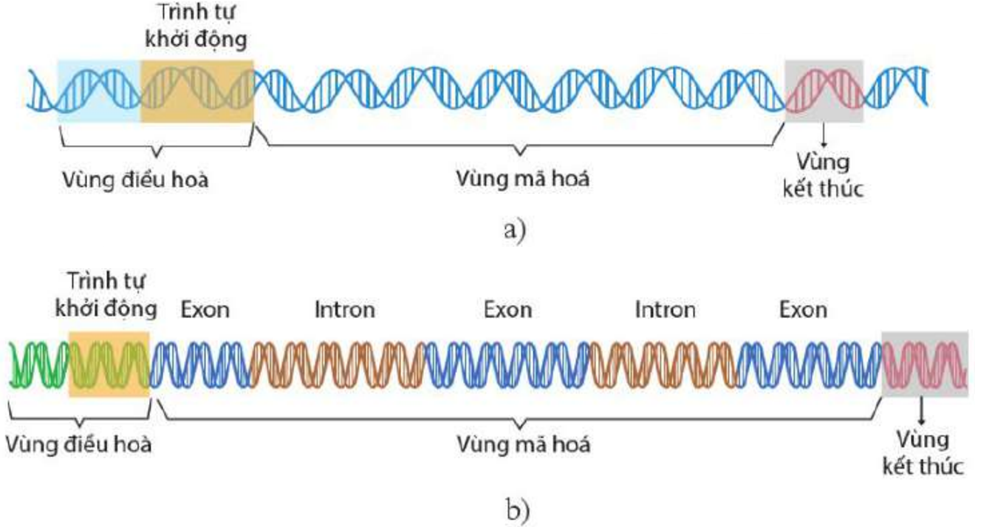 Trình tự
khởi động
Vùng điều hoà
Vùng mã hoá
Vùng
kết thúc
a)
Trình tự
khởi động
Exon
Intron
Exon
Intron
Exon
Vùng điều hoà
Vùng mã hoá
Vùng
kết thúc
b)